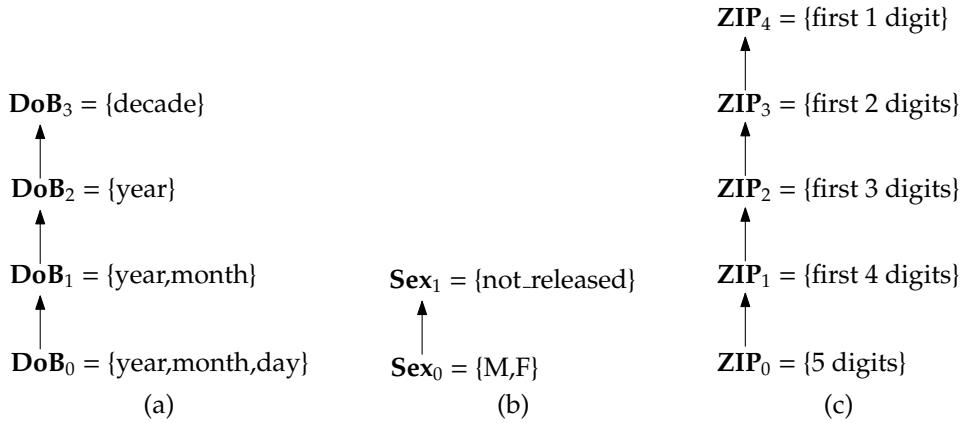 ZIP₄ = {first 1 digit}
DoB₃ = {decade}
ZIP₃ = {first 2 digits}
DoB₂ = {year}
ZIP₂ = {first 3 digits}
DoB₁ = {year,month}
Sex₁ = {not_released}
ZIP₁ = {first 4 digits}
DoB₀ = {year,month,day}
Sex₀ = {M,F}
ZIP₀ = {5 digits}
(a)
(b)
(c)